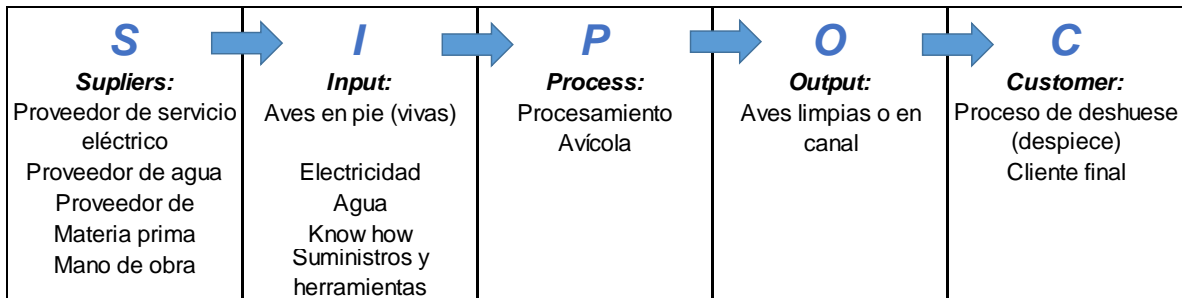 S
Supliers:
Proveedor de servicio
eléctrico
Proveedor de agua
Proveedor de
Materia prima
Mano de obra
I
Input:
Aves en pie (vivas)
Electricidad
Agua
Know how
Suministros y
herramientas
P
Process:
Procesamiento
Avícola
O
Output:
Aves limpias o en
canal
C
Customer:
Proceso de deshuese
(despiece)
Cliente final